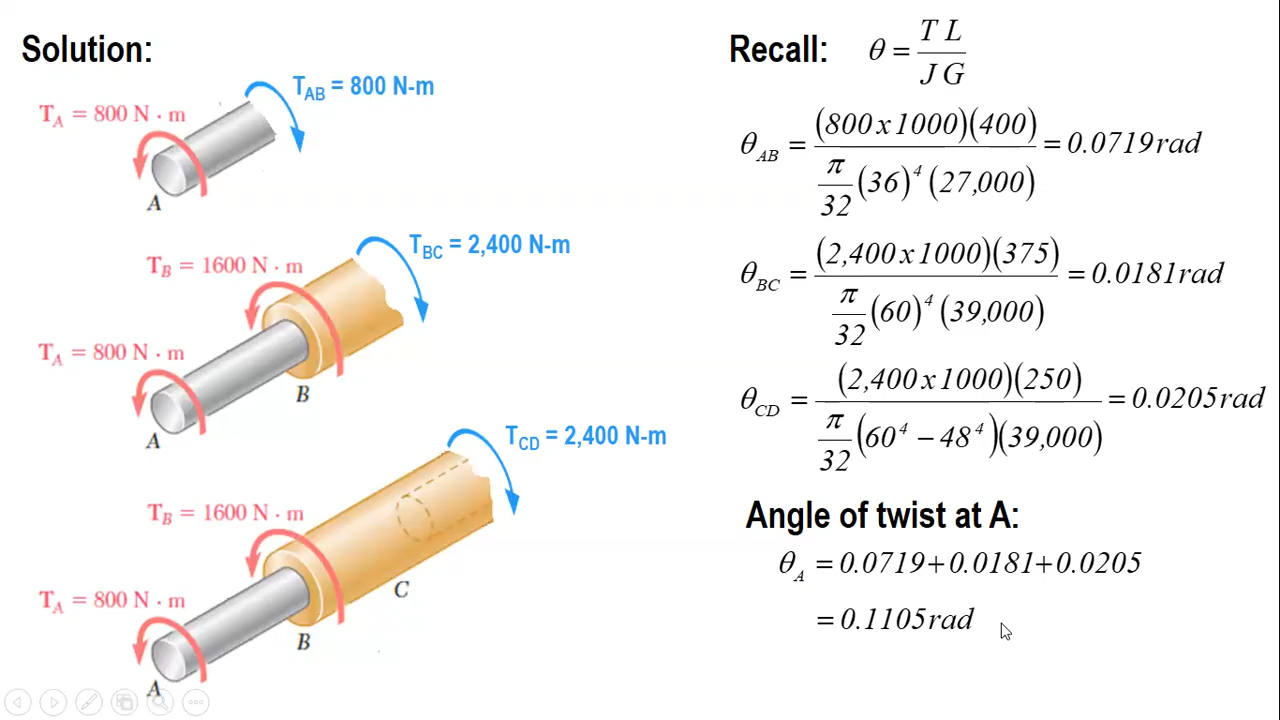 Solution:
T_A = 800 N · m
T_AB = 800 N-m
A
T_B = 1600 N · m
T_BC = 2,400 N-m
T_A = 800 N · m
B
A
T_CD = 2,400 N-m
T_B = 1600 N · m
C
T_A = 800 N · m
B
A
Recall: θ = T L / J G
θ_AB = (800 x 1000)(400) / π/32 (36)^4 (27,000) = 0.0719 rad
θ_BC = (2,400 x 1000)(375) / π/32 (60)^4 (39,000) = 0.0181 rad
θ_CD = (2,400 x 1000)(250) / π/32 (60^4 − 48^4)(39,000) = 0.0205 rad
Angle of twist at A:
θ_A = 0.0719 + 0.0181 + 0.0205
= 0.1105 rad